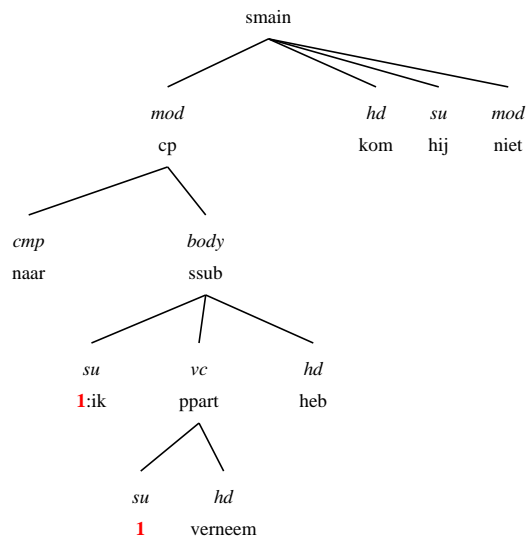 smain
mod hd su mod
cp kom hij niet
cmp body
naar ssub
su vc hd
1:ik ppart heb
su hd
1 verneem